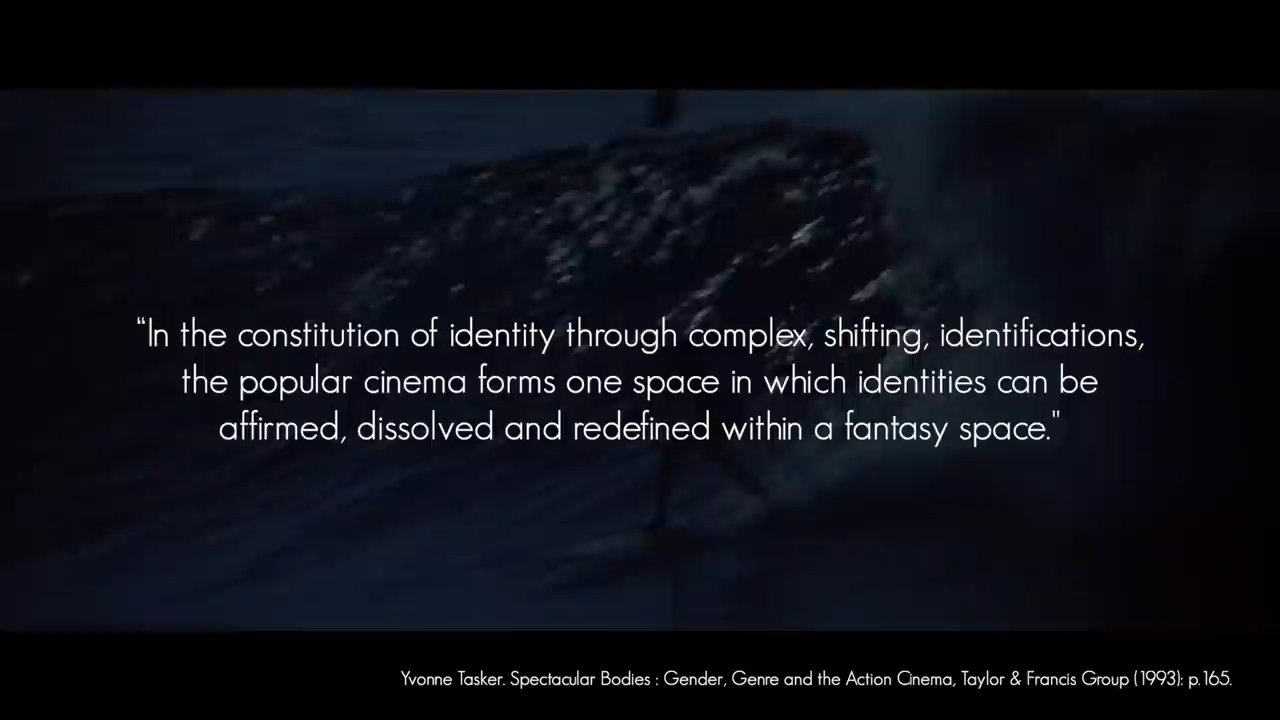 “In the constitution of identity through complex, shifting, identifications,
the popular cinema forms one space in which identities can be
affirmed, dissolved and redefined within a fantasy space."
Yvonne Tasker. Spectacular Bodies : Gender, Genre and the Action Cinema, Taylor & Francis Group (1993): p.165.